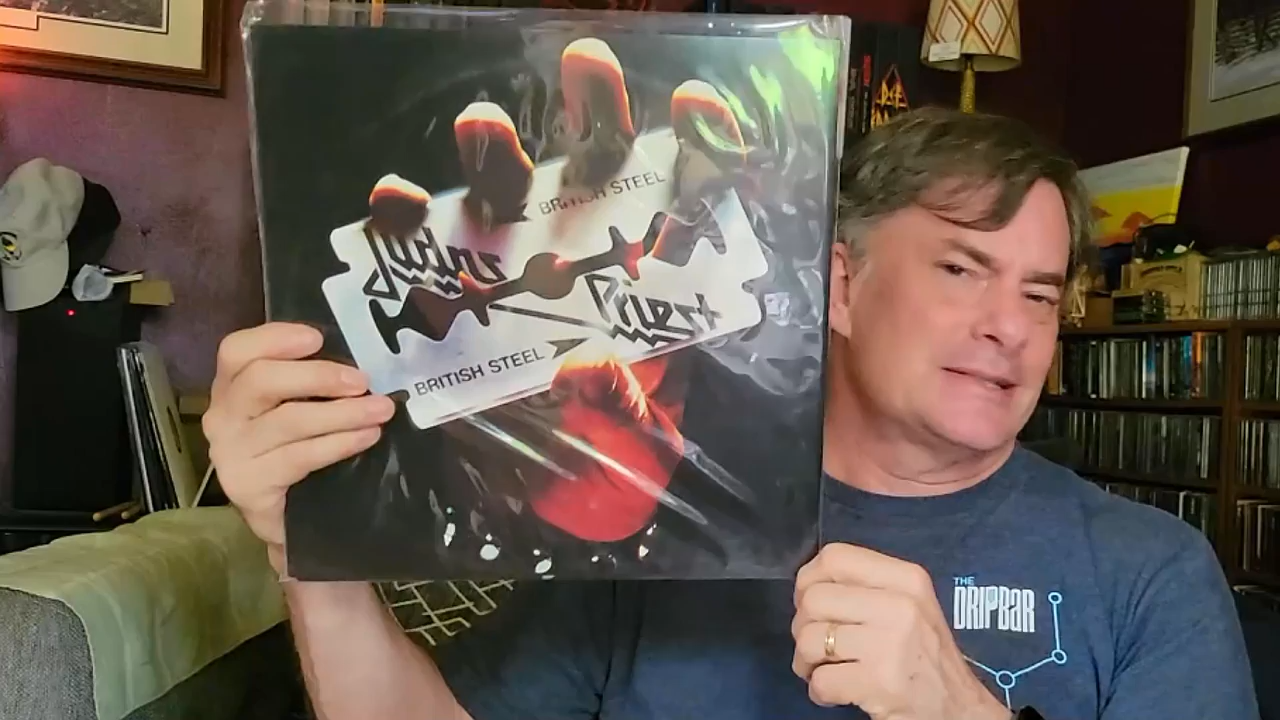 BRITISH STEEL
Judas
Priest
BRITISH STEEL
THE
DRIPBAR